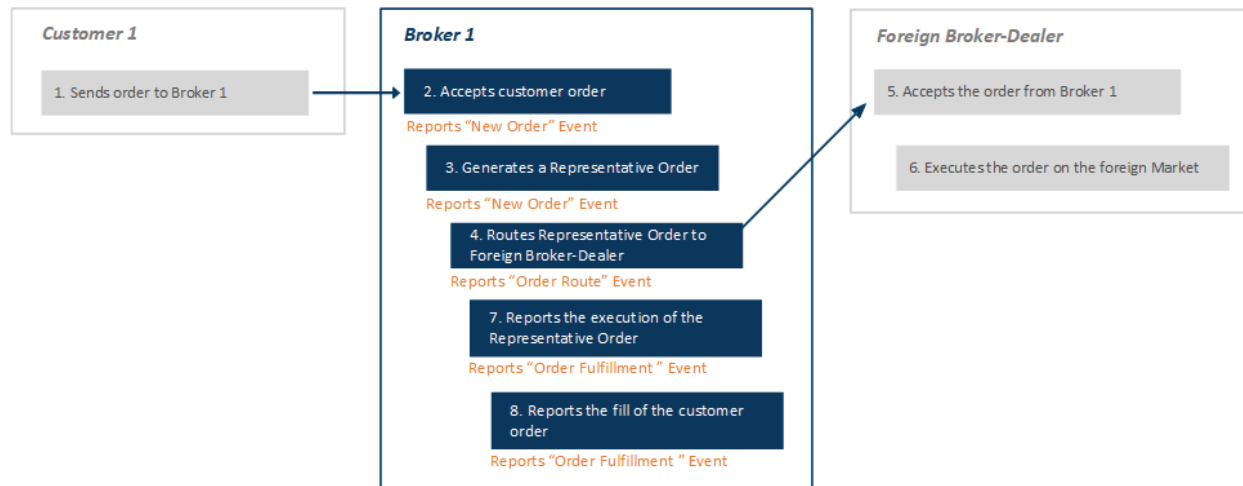 Customer 1
1. Sends order to Broker 1
Broker 1
2. Accepts customer order
Reports “New Order” Event
3. Generates a Representative Order
Reports “New Order” Event
4. Routes Representative Order to
Foreign Broker-Dealer
Reports “Order Route” Event
7. Reports the execution of the
Representative Order
Reports “Order Fulfillment ” Event
8. Reports the fill of the customer
order
Reports “Order Fulfillment ” Event
Foreign Broker-Dealer
5. Accepts the order from Broker 1
6. Executes the order on the foreign Market